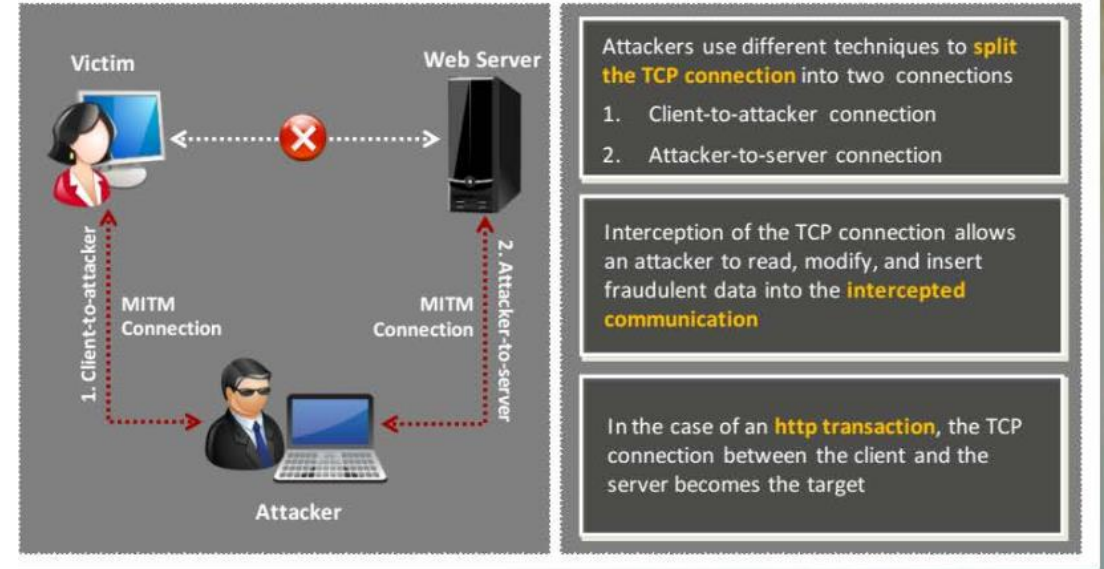 Victim
Web Server
1. Client-to-attacker
MITM
Connection
MITM
Connection
2. Attacker-to-server
Attacker
Attackers use different techniques to split
the TCP connection into two connections
1. Client-to-attacker connection
2. Attacker-to-server connection
Interception of the TCP connection allows
an attacker to read, modify, and insert
fraudulent data into the intercepted
communication
In the case of an http transaction, the TCP
connection between the client and the
server becomes the target